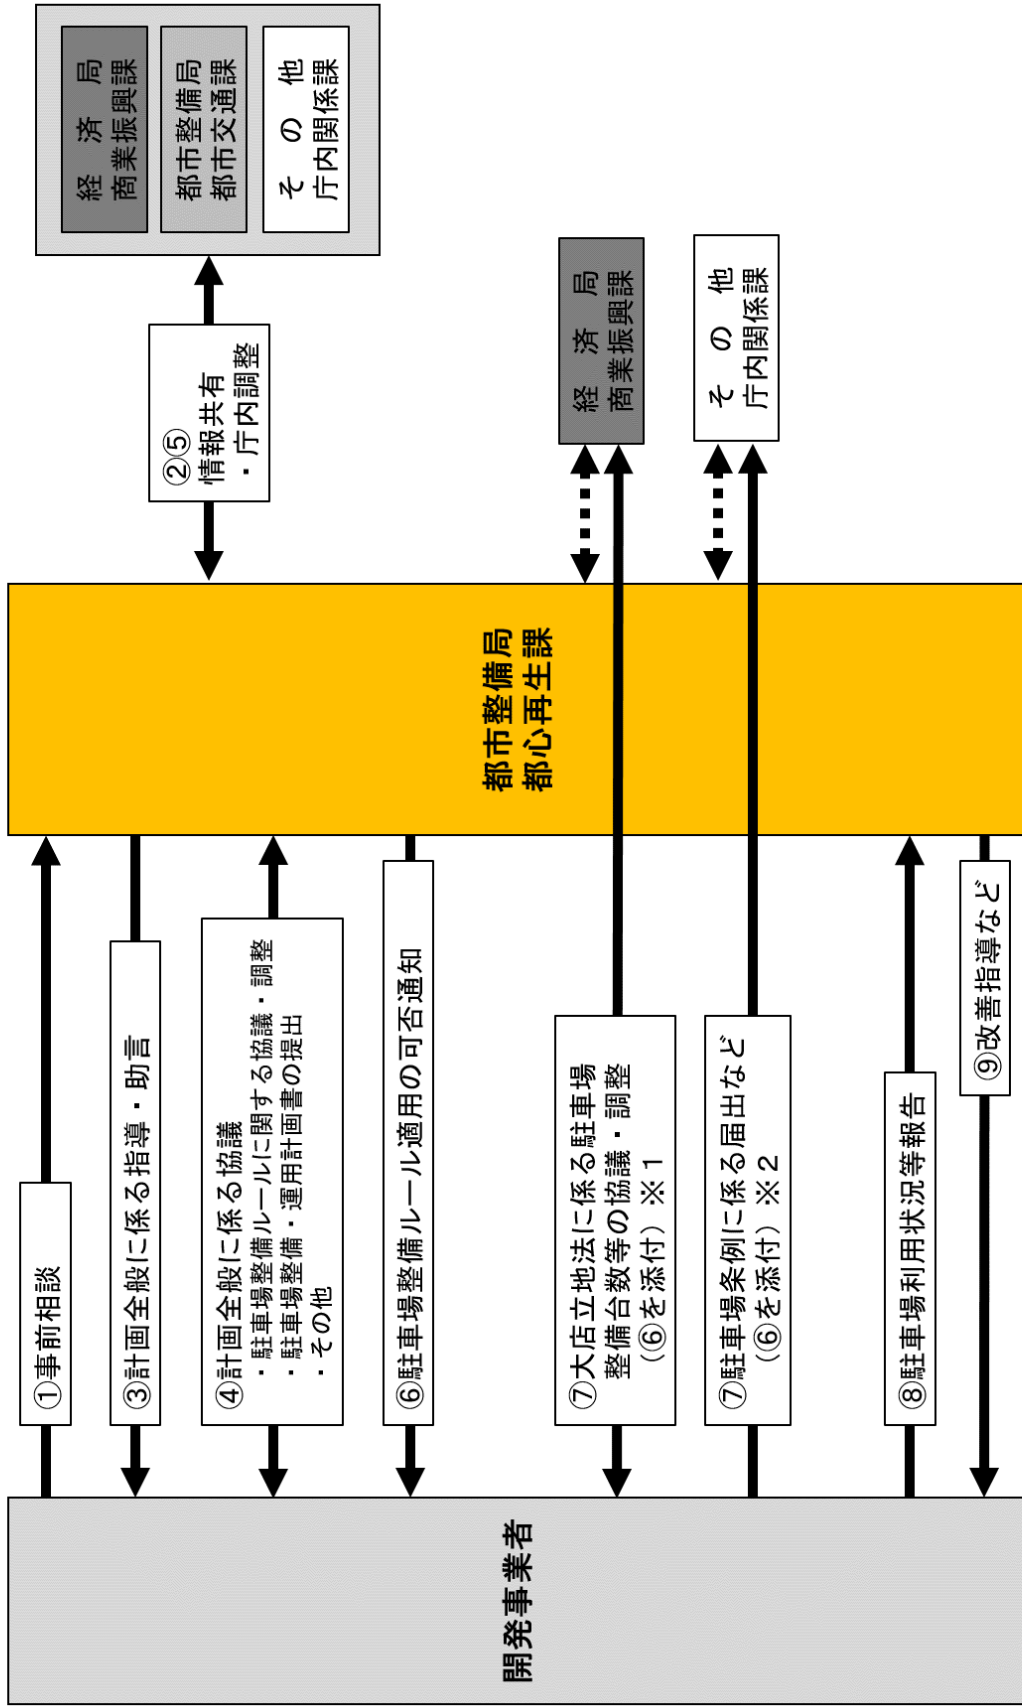 開発事業者
①事前相談
③計画全般に係る指導・助言
④計画全般に係る協議
・駐車場整備ルールに関する協議・調整
・駐車場整備・運用計画書の提出
・その他
⑥駐車場整備ルール適用の可否通知
⑦大店立地法に係る駐車場
整備台数等の協議・調整
(⑥を添付)※1
⑦駐車場条例に係る届出など
(⑥を添付)※2
⑧駐車場利用状況等報告
⑨改善指導など
都市整備局
都心再生課
②⑤
情報共有
・庁内調整
経済局
商業振興課
都市整備局
都市交通課
その他
庁内関係課
経済局
商業振興課
その他
庁内関係課